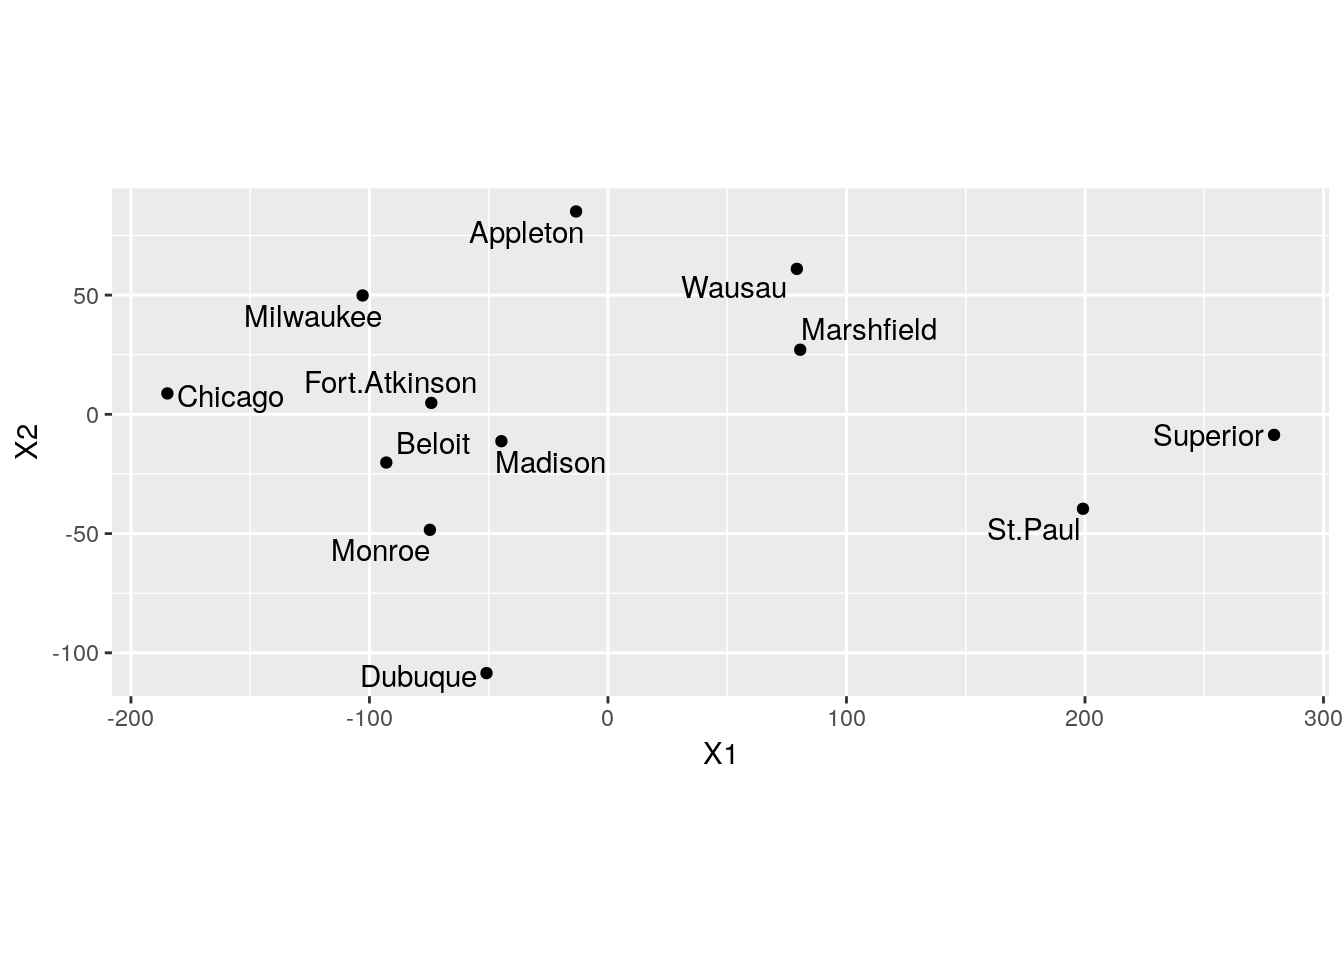 Appleton
Wausau
50
Milwaukee
Marshfield
Fort.Atkinson
Chicago
0
X2
Beloit
Superior
Madison
-50
St.Paul
Monroe
-100
Dubuque
-200 -100 0 100 200 300
X1